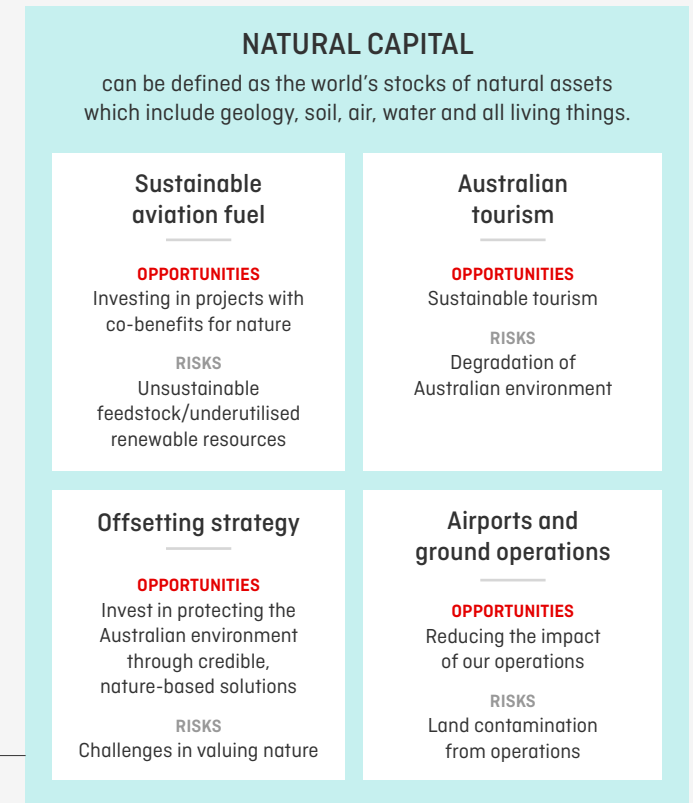 NATURAL CAPITAL
can be defined as the world’s stocks of natural assets
which include geology, soil, air, water and all living things.
Sustainable
aviation fuel
OPPORTUNITIES
Investing in projects with
co-benefits for nature
RISKS
Unsustainable
feedstock/underutilised
renewable resources
Australian
tourism
OPPORTUNITIES
Sustainable tourism
RISKS
Degradation of
Australian environment
Offsetting strategy
OPPORTUNITIES
Invest in protecting the
Australian environment
through credible,
nature-based solutions
RISKS
Challenges in valuing nature
Airports and
ground operations
OPPORTUNITIES
Reducing the impact
of our operations
RISKS
Land contamination
from operations